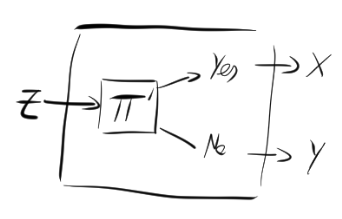 Yes → X
Z → Π'
No → Y